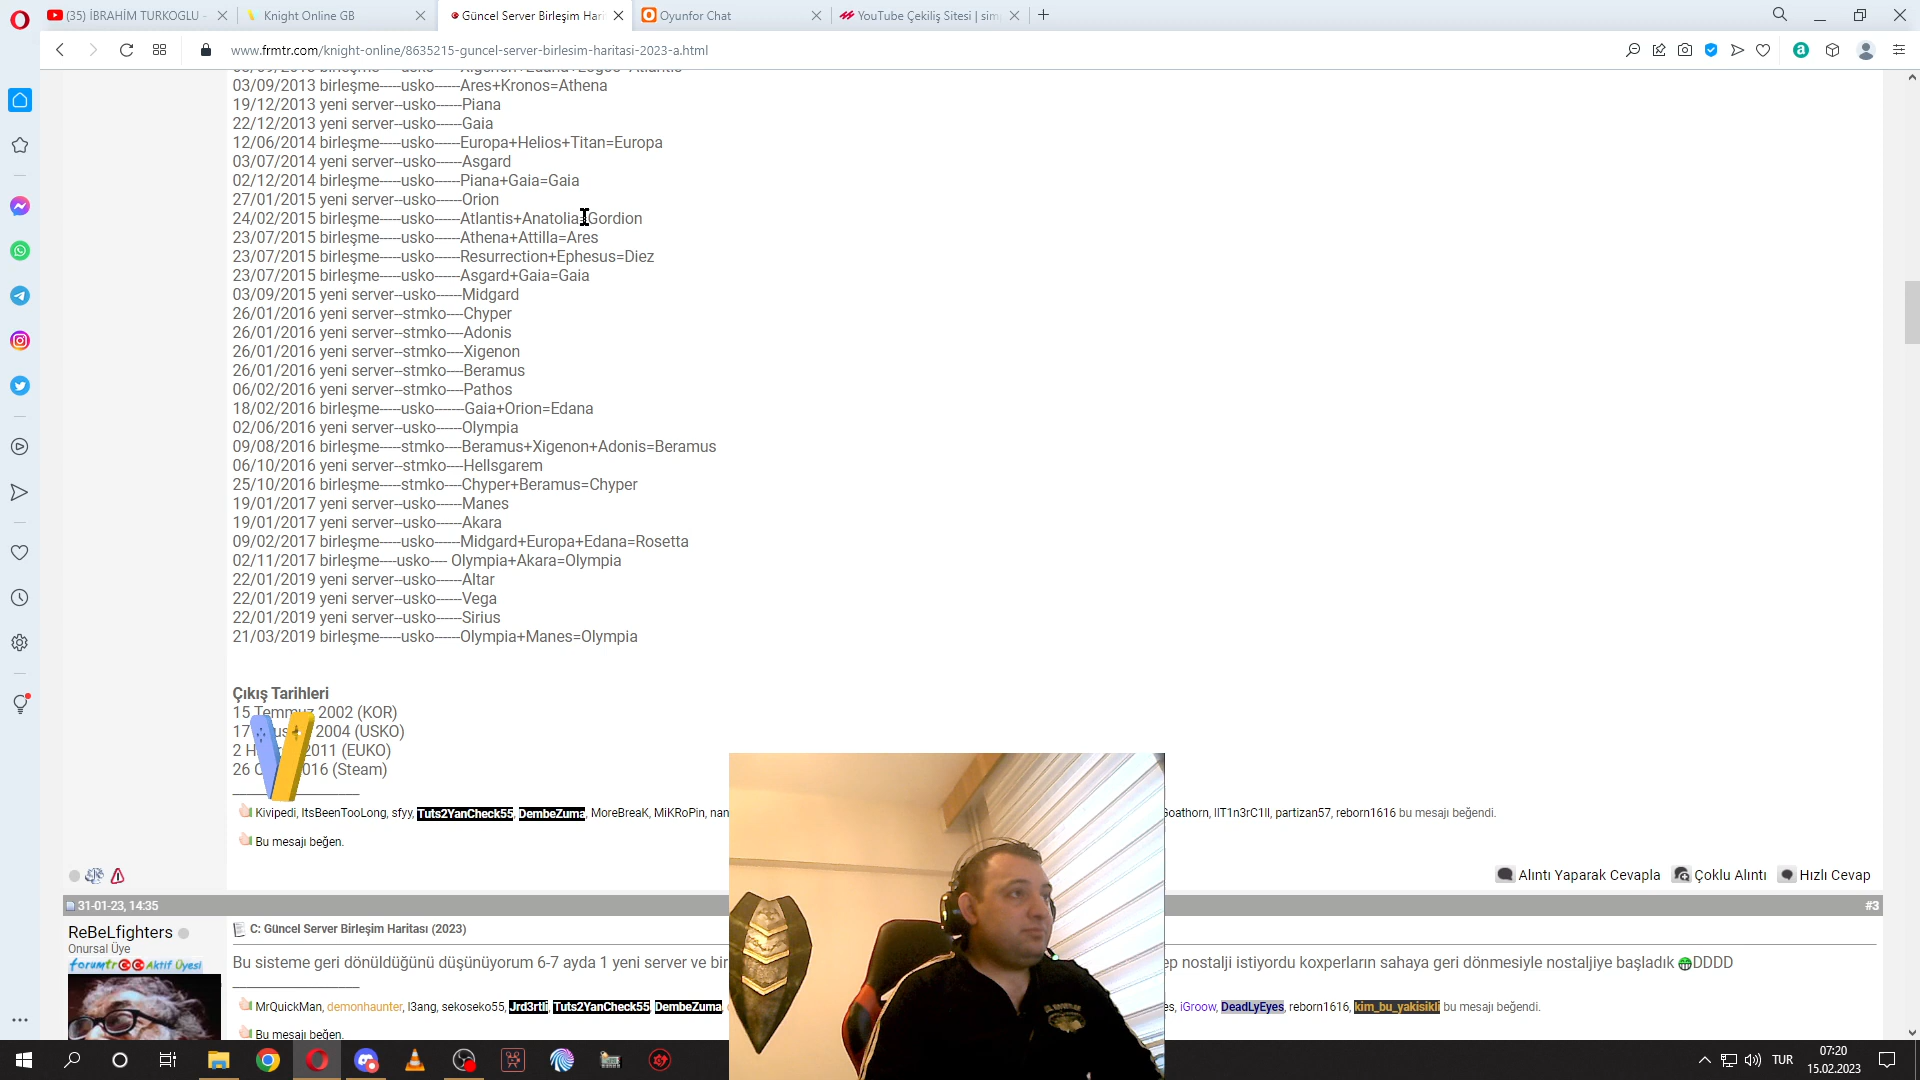 (35) İBRAHİM TURKOGLU -
Knight Online GB
Güncel Server Birleşim Hari
Oyunfor Chat
YouTube Çekiliş Sitesi | sim
www.frmtr.com/knight-online/8635215-guncel-server-birlesim-haritasi-2023-a.html
03/09/2013 birleşme-----usko------Ares+Kronos=Athena
19/12/2013 yeni server--usko------Piana
22/12/2013 yeni server--usko------Gaia
12/06/2014 birleşme-----usko------Europa+Helios+Titan=Europa
03/07/2014 yeni server--usko------Asgard
02/12/2014 birleşme-----usko------Piana+Gaia=Gaia
27/01/2015 yeni server--usko------Orion
24/02/2015 birleşme-----usko------Atlantis+Anatolia=Gordion
23/07/2015 birleşme-----usko------Athena+Attilla=Ares
23/07/2015 birleşme-----usko------Resurrection+Ephesus=Diez
23/07/2015 birleşme-----usko------Asgard+Gaia=Gaia
03/09/2015 yeni server--usko------Midgard
26/01/2016 yeni server--stmko----Chyper
26/01/2016 yeni server--stmko----Adonis
26/01/2016 yeni server--stmko----Xigenon
26/01/2016 yeni server--stmko----Beramus
06/02/2016 yeni server--stmko----Pathos
18/02/2016 birleşme-----usko-------Gaia+Orion=Edana
02/06/2016 yeni server--usko------Olympia
09/08/2016 birleşme-----stmko----Beramus+Xigenon+Adonis=Beramus
06/10/2016 yeni server--stmko----Hellsgarem
25/10/2016 birleşme-----stmko----Chyper+Beramus=Chyper
19/01/2017 yeni server--usko------Manes
19/01/2017 yeni server--usko------Akara
09/02/2017 birleşme-----usko------Midgard+Europa+Edana=Rosetta
02/11/2017 birleşme----usko---- Olympia+Akara=Olympia
22/01/2019 yeni server--usko------Altar
22/01/2019 yeni server--usko------Vega
22/01/2019 yeni server--usko------Sirius
21/03/2019 birleşme-----usko------Olympia+Manes=Olympia
Çıkış Tarihleri
15 Temmuz 2002 (KOR)
17 2004 (USKO)
2 H 2011 (EUKO)
26 O 2016 (Steam)
Kivipedi, ItsBeenTooLong, sfyy, Tuts2YanCheck55, DembeZuma, MoreBreaK, MiKRoPin, nan Goathorn, IIT1n3rC1II, partizan57, reborn1616 bu mesajı beğendi.
Bu mesajı beğen.
Alıntı Yaparak Cevapla Çoklu Alıntı Hızlı Cevap
31-01-23, 14:35 #3
ReBeLfighters
Onursal Üye
forumtr Aktif Üyesi
C: Güncel Server Birleşim Haritası (2023)
Bu sisteme geri dönüldüğünü düşünüyorum 6-7 ayda 1 yeni server ve bir ep nostalji istiyordu koxperların sahaya geri dönmesiyle nostaljiye başladık DDDD
MrQuickMan, demonhaunter, l3ang, sekoseko55, Jrd3rtli, Tuts2YanCheck55, DembeZuma, es, iGroow, DeadLyEyes, reborn1616, kim_bu_yakisikli bu mesajı beğendi.
Bu mesajı beğen.
TUR
07:20
15.02.2023